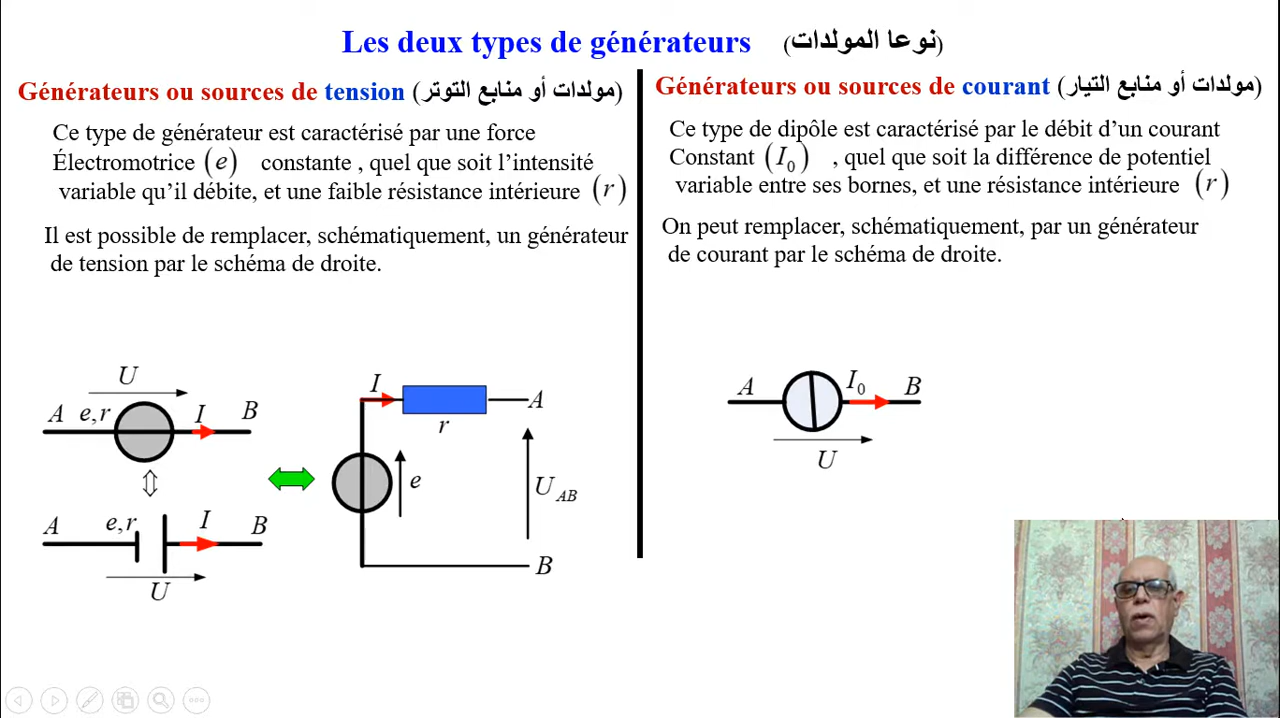 Les deux types de générateurs (نوعا المولدات)
Générateurs ou sources de tension (مولدات أو منابع التوتر)
Ce type de générateur est caractérisé par une force
Électromotrice (e) constante , quel que soit l'intensité
variable qu'il débite, et une faible résistance intérieure (r)
Il est possible de remplacer, schématiquement, un générateur
de tension par le schéma de droite.
U
A e,r I B
A e,r I B
U
I
r
A
e
U_AB
B
Générateurs ou sources de courant (مولدات أو منابع التيار)
Ce type de dipôle est caractérisé par le débit d'un courant
Constant (I₀) , quel que soit la différence de potentiel
variable entre ses bornes, et une résistance intérieure (r)
On peut remplacer, schématiquement, par un générateur
de courant par le schéma de droite.
A I₀ B
U